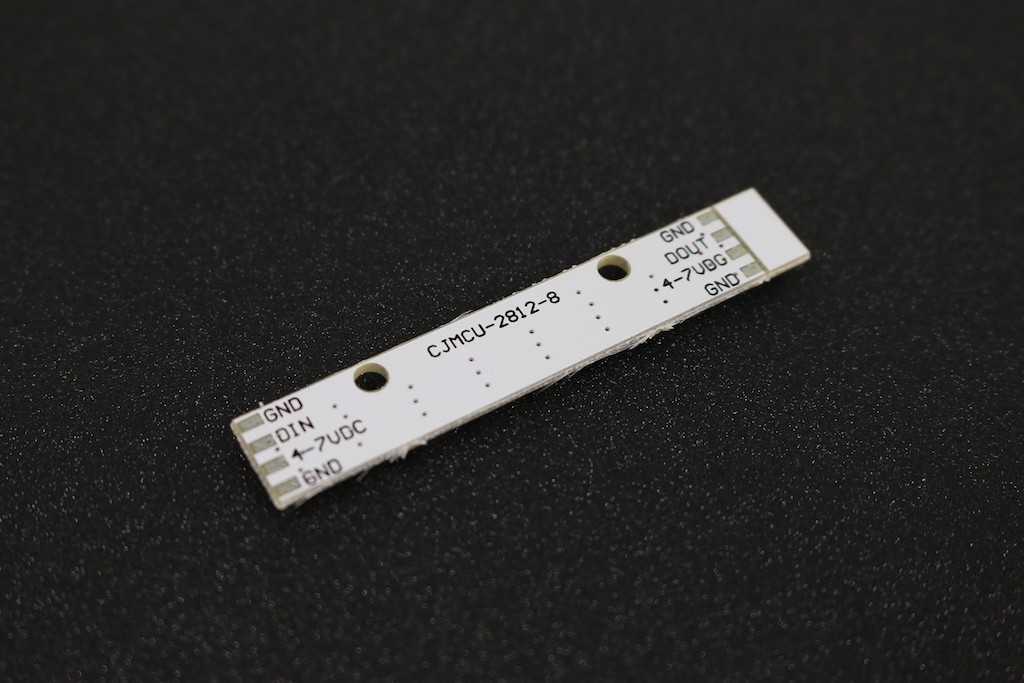 GND
DIN
4-7VDC
GND
CJMCU-2812-8
GND
DOUT
4-7VDC
GND